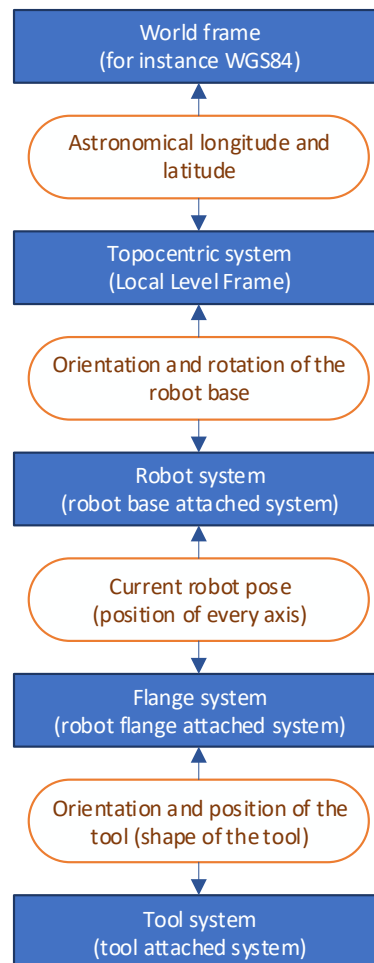 World frame
(for instance WGS84)
Astronomical longitude and
latitude
Topocentric system
(Local Level Frame)
Orientation and rotation of the
robot base
Robot system
(robot base attached system)
Current robot pose
(position of every axis)
Flange system
(robot flange attached system)
Orientation and position of the
tool (shape of the tool)
Tool system
(tool attached system)